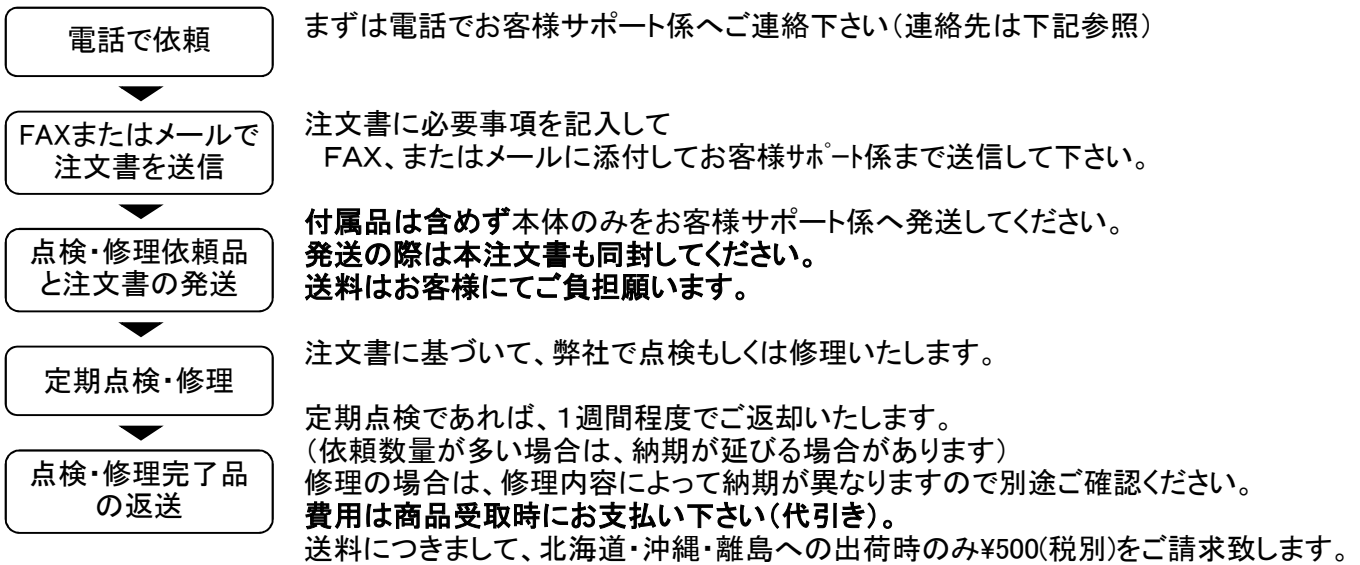 電話で依頼
まずは電話でお客様サポート係へご連絡下さい（連絡先は下記参照）
FAXまたはメールで
注文書を送信
注文書に必要事項を記入して
ＦＡＸ、またはメールに添付してお客様ｻﾎﾟｰﾄ係まで送信して下さい。
点検・修理依頼品
と注文書の発送
付属品は含めず本体のみをお客様サポート係へ発送してください。
発送の際は本注文書も同封してください。
送料はお客様にてご負担願います。
定期点検・修理
注文書に基づいて、弊社で点検もしくは修理いたします。
点検・修理完了品
の返送
定期点検であれば、１週間程度でご返却いたします。
（依頼数量が多い場合は、納期が延びる場合があります）
修理の場合は、修理内容によって納期が異なりますので別途ご確認ください。
費用は商品受取時にお支払い下さい（代引き）。
送料につきまして、北海道・沖縄・離島への出荷時のみ¥500(税別)をご請求致します。